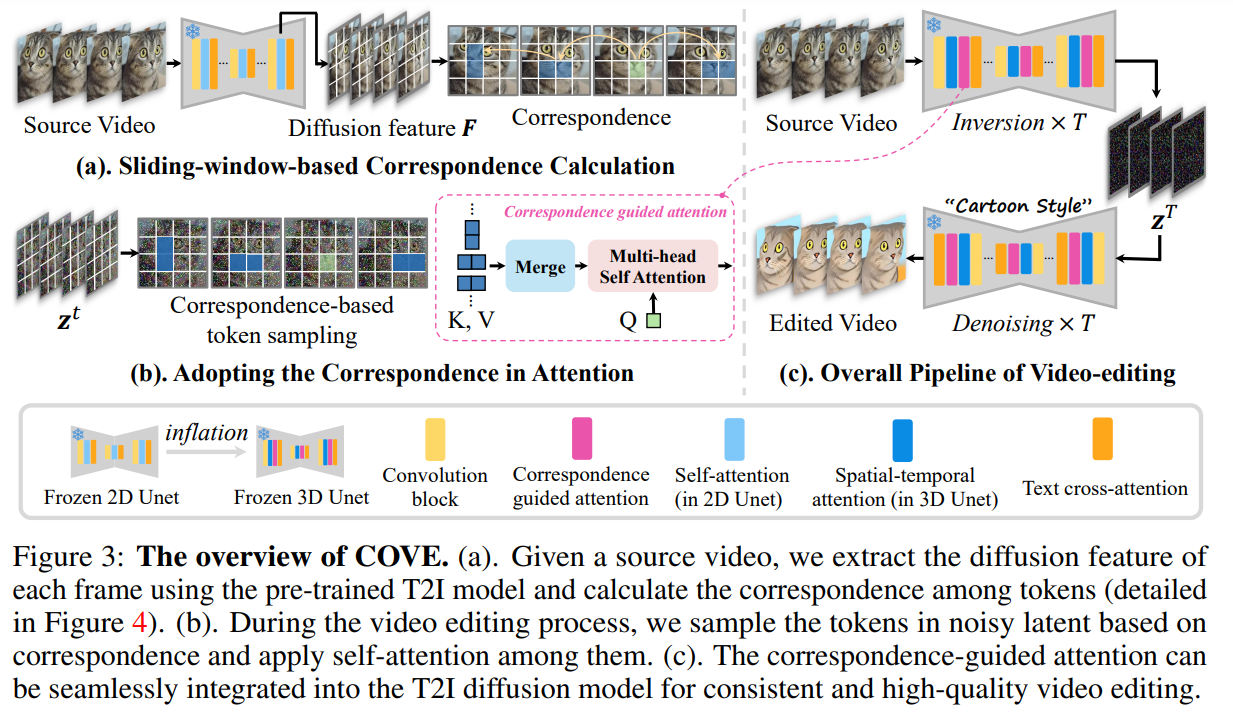 Source Video
Diffusion feature F
Correspondence
(a). Sliding-window-based Correspondence Calculation
z^t
Correspondence-based
token sampling
Correspondence guided attention
K, V
Merge
Multi-head
Self Attention
Q
(b). Adopting the Correspondence in Attention
Source Video
Inversion × T
z^T
“Cartoon Style”
Edited Video
Denoising × T
(c). Overall Pipeline of Video-editing
Frozen 2D Unet
inflation
Frozen 3D Unet
Convolution
block
Correspondence
guided attention
Self-attention
(in 2D Unet)
Spatial-temporal
attention (in 3D Unet)
Text cross-attention
Figure 3: The overview of COVE. (a). Given a source video, we extract the diffusion feature of
each frame using the pre-trained T2I model and calculate the correspondence among tokens (detailed
in Figure 4). (b). During the video editing process, we sample the tokens in noisy latent based on
correspondence and apply self-attention among them. (c). The correspondence-guided attention can
be seamlessly integrated into the T2I diffusion model for consistent and high-quality video editing.